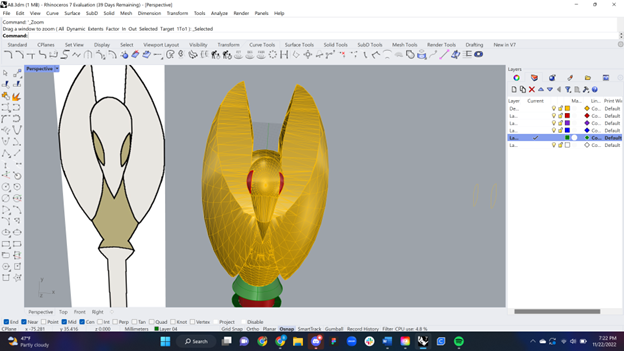 A8.3dm (1 MB) - Rhinoceros 7 Evaluation (39 Days Remaining) - [Perspective]
File Edit View Curve Surface SubD Solid Mesh Dimension Transform Tools Analyze Render Panels Help
Command: '_Zoom
Drag a window to zoom ( All Dynamic Extents Factor In Out Selected Target 1To1 ): _Selected
Command:
Standard CPlanes Set View Display Select Viewport Layout Visibility Transform Curve Tools Surface Tools Solid Tools SubD Tools Mesh Tools Render Tools Drafting New in V7
Perspective
Layers
Layer Current Ma... Lin... Print Wi
De... Co... Default
La... Co... Default
La... Co... Default
La... Co... Default
La... Co... Default
La... Co... Default
Perspective Top Front Right
End Near Point Mid Cen Int Perp Tan Quad Knot Vertex Project Disable
CPlane x -75.281 y 35.416 z 0.000 Millimeters Layer 04 Grid Snap Ortho Planar Osnap SmartTrack Gumball Record History Filter CPU use: 4.8 %
47°F
Partly cloudy
Search
7:22 PM
11/22/2022